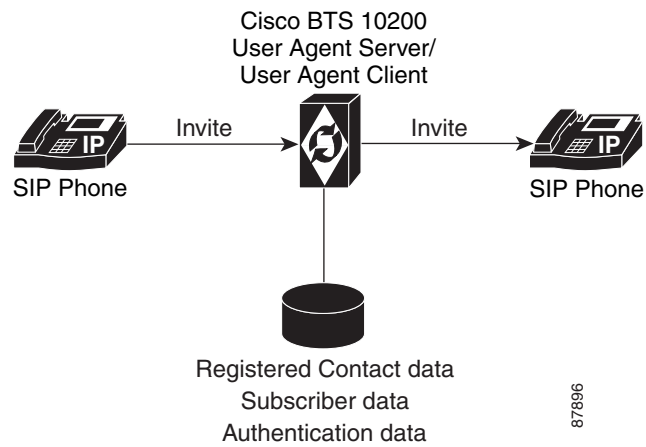 Cisco BTS 10200
User Agent Server/
User Agent Client
Invite
Invite
IP
IP
SIP Phone
SIP Phone
Registered Contact data
Subscriber data
Authentication data
87896